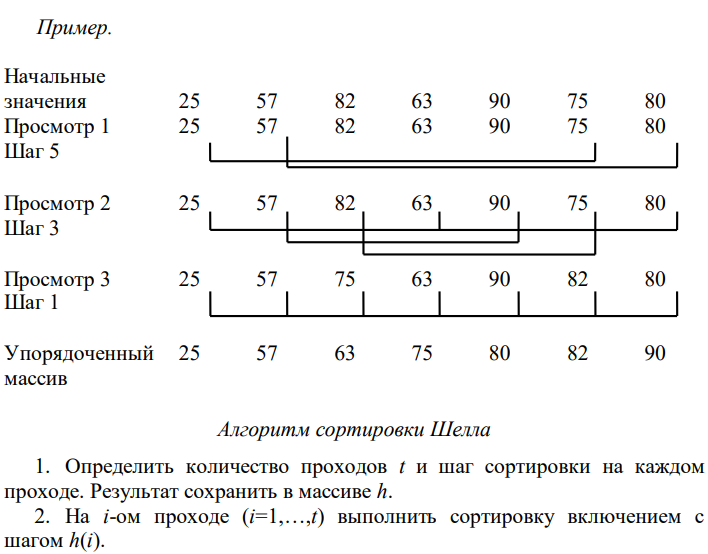 Пример.
Начальные
значения 25 57 82 63 90 75 80
Просмотр 1 25 57 82 63 90 75 80
Шаг 5
Просмотр 2 25 57 82 63 90 75 80
Шаг 3
Просмотр 3 25 57 75 63 90 82 80
Шаг 1
Упорядоченный 25 57 63 75 80 82 90
массив
Алгоритм сортировки Шелла
1. Определить количество проходов t и шаг сортировки на каждом
проходе. Результат сохранить в массиве h.
2. На i-ом проходе (i=1,…,t) выполнить сортировку включением с
шагом h(i).